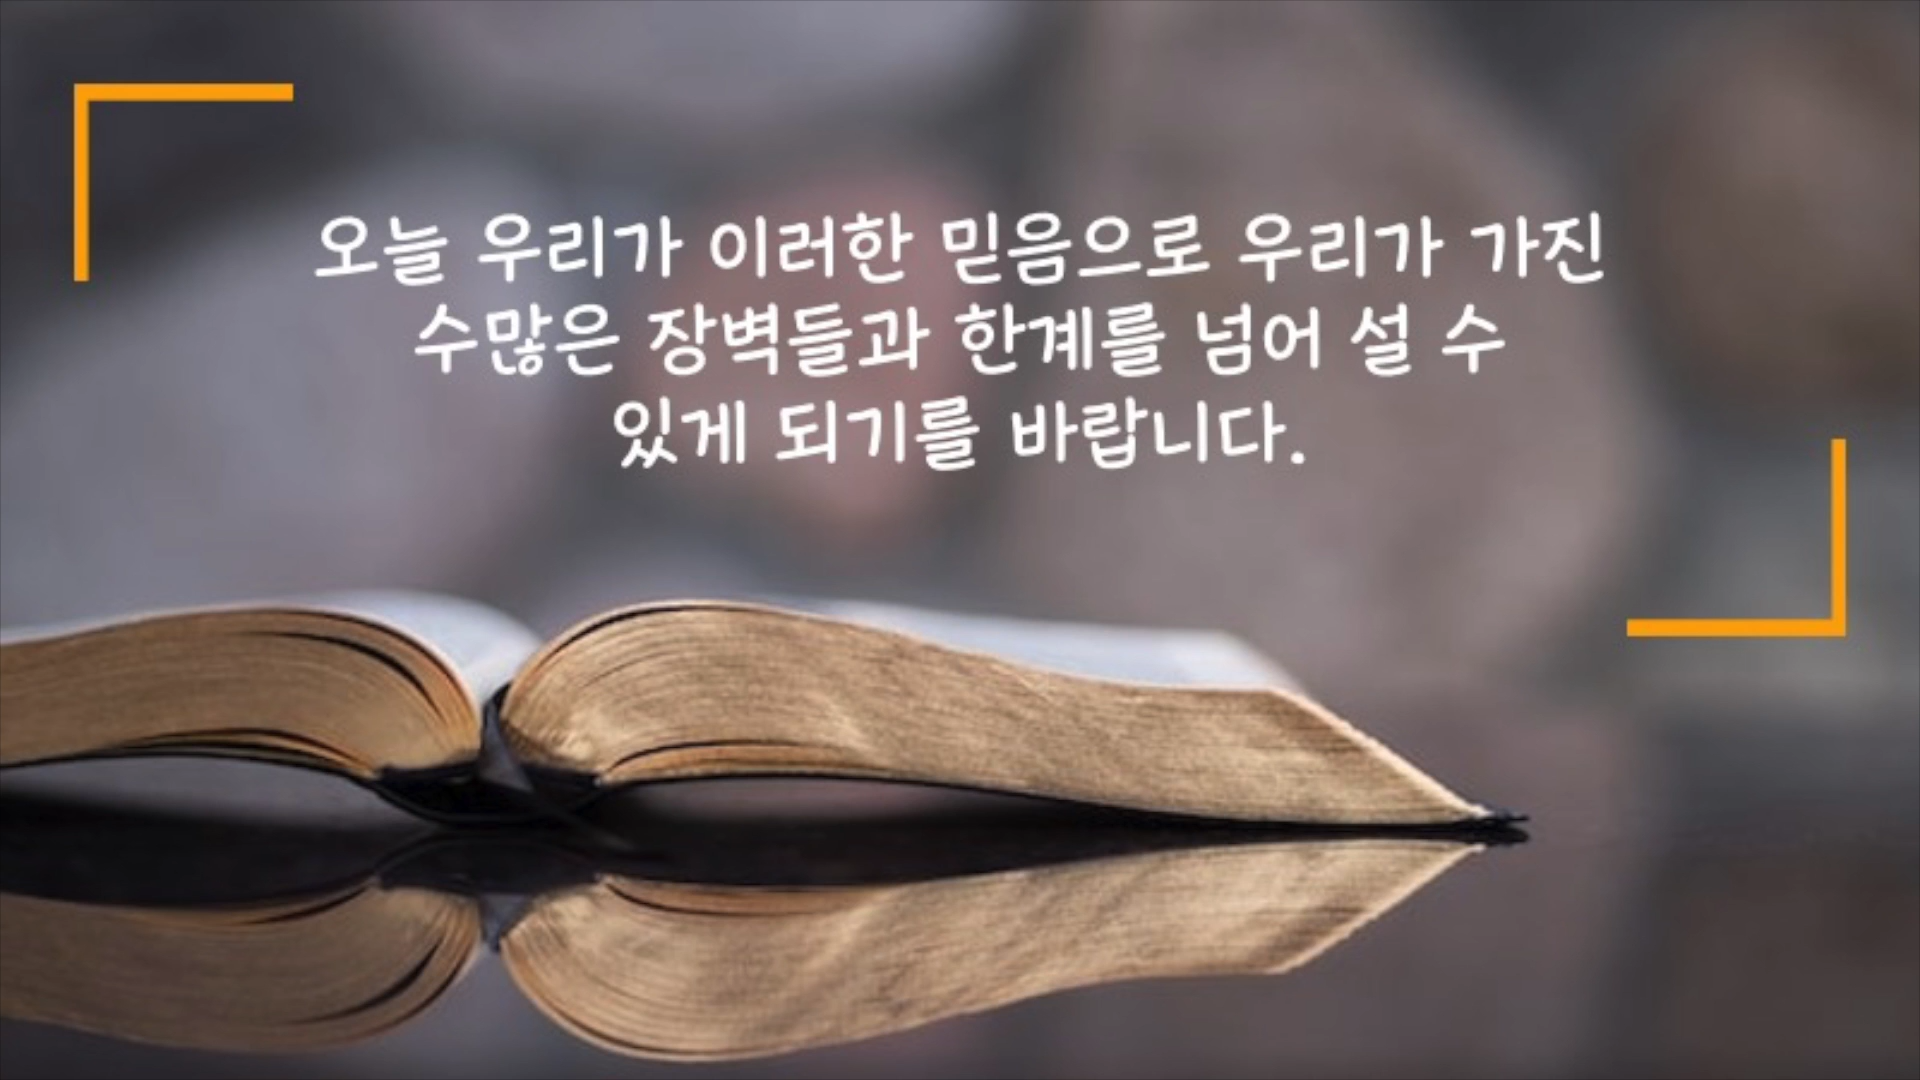 오늘 우리가 이러한 믿음으로 우리가 가진
수많은 장벽들과 한계를 넘어 설 수
있게 되기를 바랍니다.